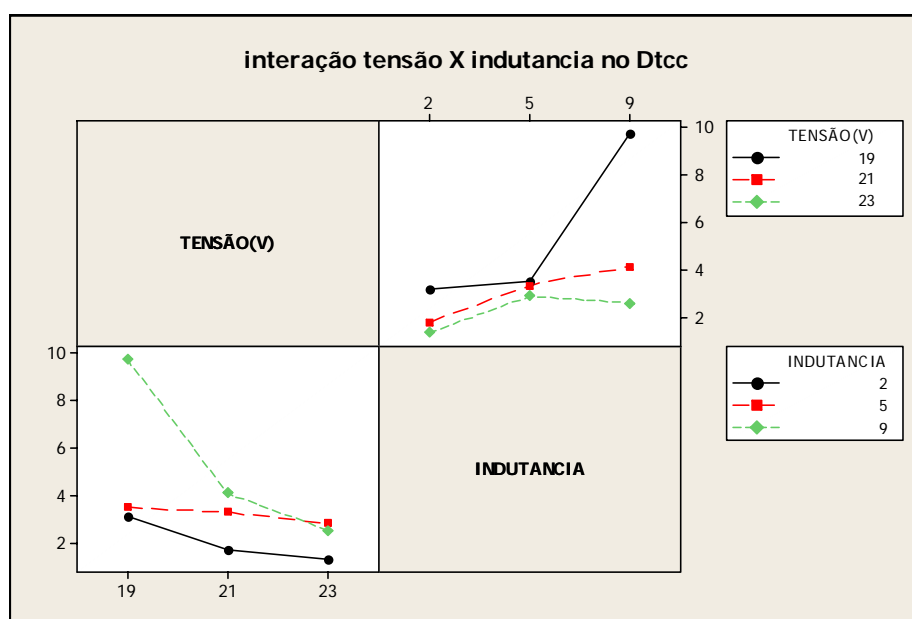 interação tensão X indutancia no Dtcc
2 5 9
TENSÃO(V)
10
8
6
4
2
TENSÃO(V)
19
21
23
10
8
6
4
2
INDUTANCIA
INDUTANCIA
2
5
9
19 21 23